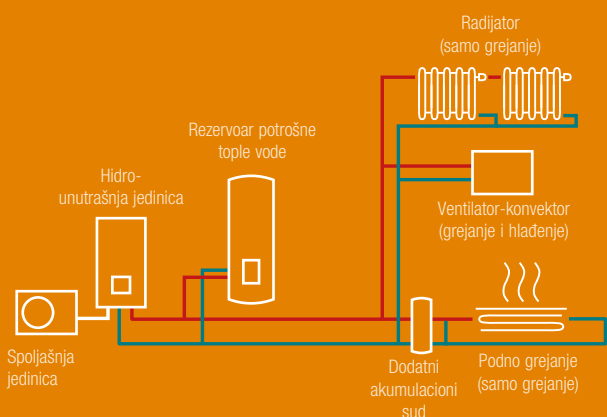 Radijator
(samo grejanje)
Rezervoar potrošne
tople vode
Hidro-
unutrašnja jedinica
Ventilator-konvektor
(grejanje i hlađenje)
Spoljašnja
jedinica
Dodatni
akumulacioni
sud
Podno grejanje
(samo grejanje)